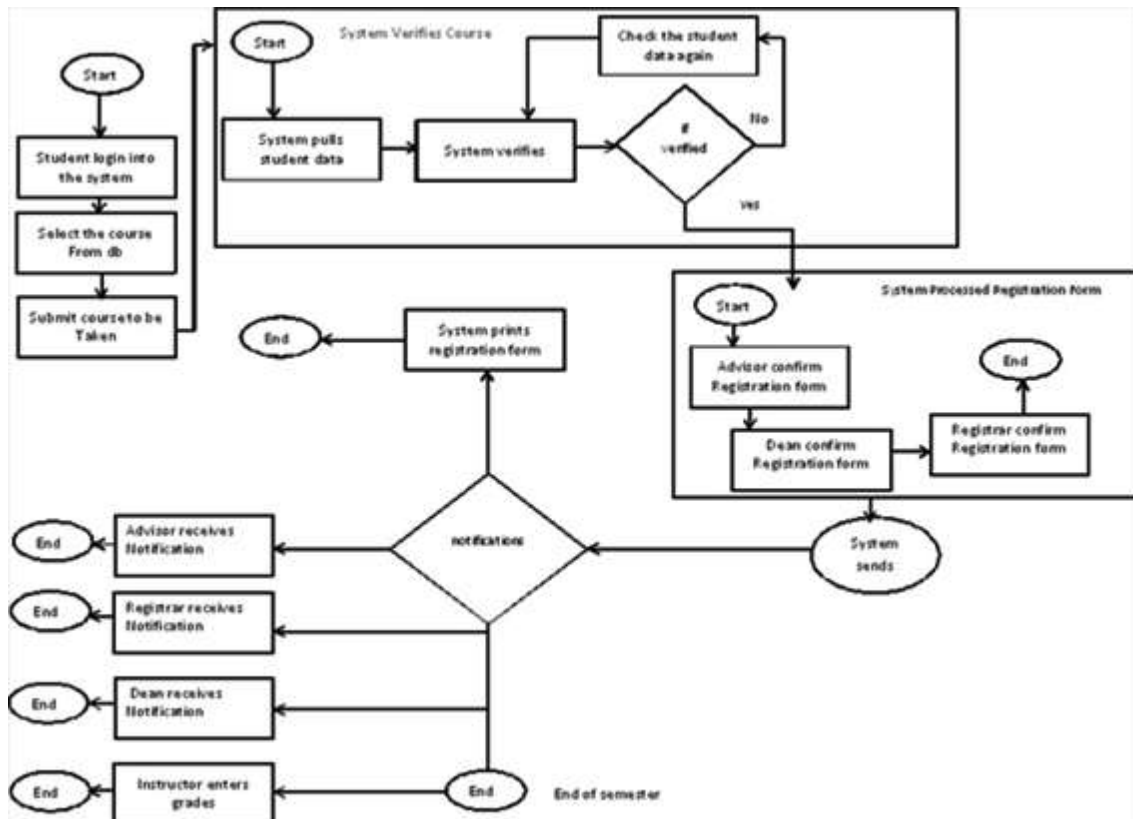 Start
Student login into
the system
Select the course
From db
Submit course to be
Taken
System Verifies Course
Start
System pulls
student data
System verifies
Check the student
data again
If
verified
No
yes
System Processed Registration Form
Start
Advisor confirm
Registration form
Dean confirm
Registration form
Registrar confirm
Registration form
End
System
sends
notifications
System prints
registration form
End
Advisor receives
Notification
End
Registrar receives
Notification
End
Dean receives
Notification
End
Instructor enters
grades
End
End
End of semester